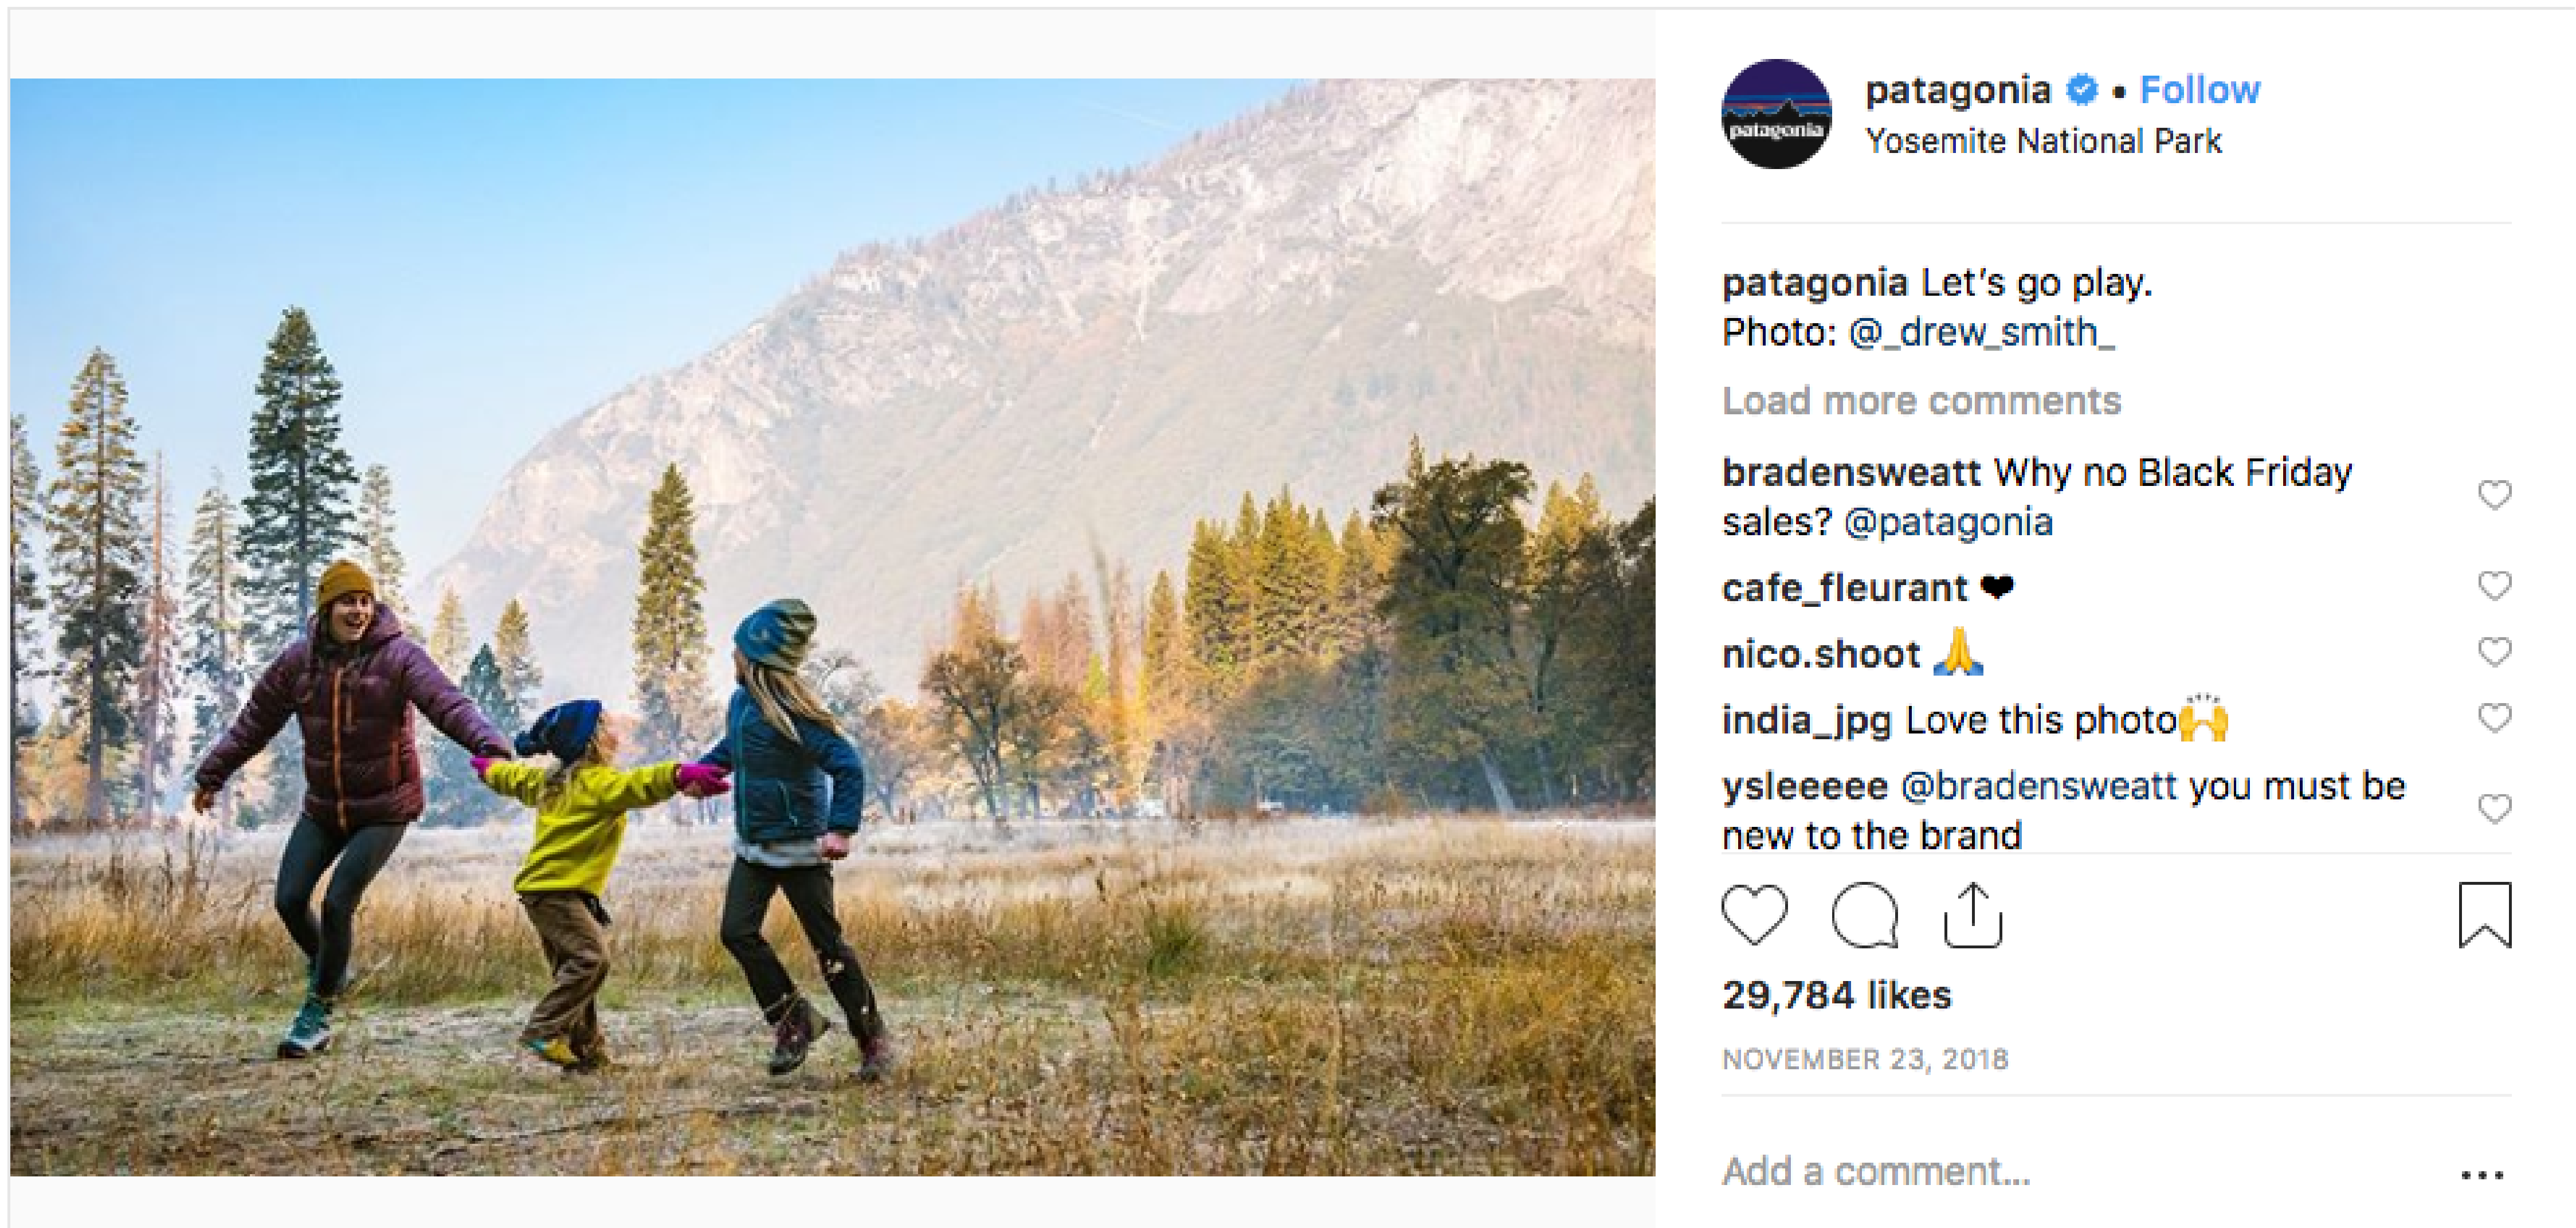 patagonia
patagonia • Follow
Yosemite National Park
patagonia Let's go play.
Photo: @_drew_smith_
Load more comments
bradensweatt Why no Black Friday
sales? @patagonia
cafe_fleurant ❤
nico.shoot 🙏
india_jpg Love this photo🙌
ysleeeee @bradensweatt you must be
new to the brand
29,784 likes
NOVEMBER 23, 2018
Add a comment...